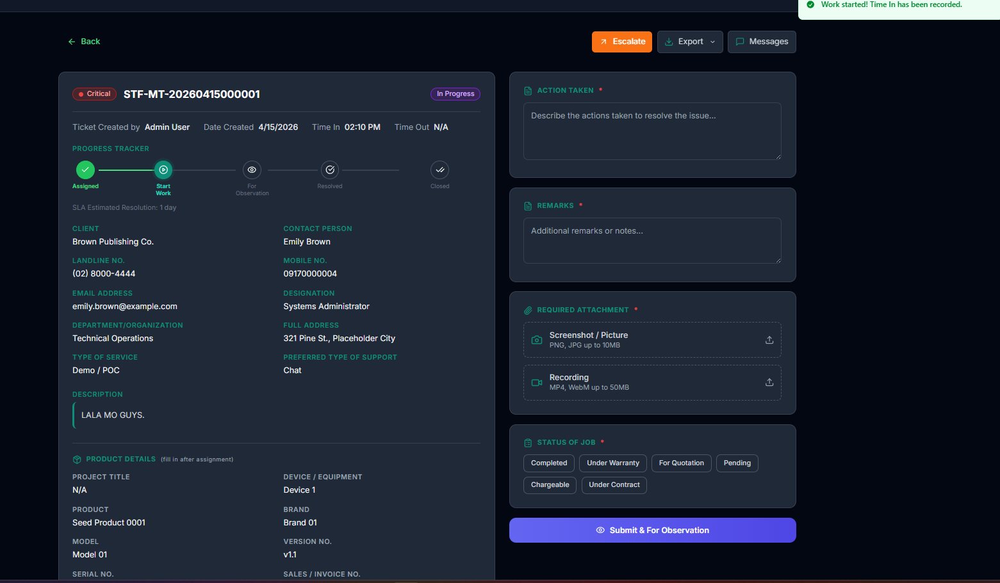 Work started! Time In has been recorded.
Back
Escalate
Export
Messages
Critical
STF-MT-20260415000001
In Progress
Ticket Created by Admin User Date Created 4/15/2026 Time In 02:10 PM Time Out N/A
PROGRESS TRACKER
Assigned
Start
Work
For
Observation
Resolved
Closed
SLA Estimated Resolution: 1 day
CLIENT
Brown Publishing Co.
CONTACT PERSON
Emily Brown
LANDLINE NO.
(02) 8000-4444
MOBILE NO.
09170000004
EMAIL ADDRESS
emily.brown@example.com
DESIGNATION
Systems Administrator
DEPARTMENT/ORGANIZATION
Technical Operations
FULL ADDRESS
321 Pine St., Placeholder City
TYPE OF SERVICE
Demo / POC
PREFERRED TYPE OF SUPPORT
Chat
DESCRIPTION
LALA MO GUYS.
PRODUCT DETAILS (fill in after assignment)
PROJECT TITLE
N/A
DEVICE / EQUIPMENT
Device 1
PRODUCT
Seed Product 0001
BRAND
Brand 01
MODEL
Model 01
VERSION NO.
v1.1
SERIAL NO.
SALES / INVOICE NO.
ACTION TAKEN *
Describe the actions taken to resolve the issue...
REMARKS *
Additional remarks or notes...
REQUIRED ATTACHMENT *
Screenshot / Picture
PNG, JPG up to 10MB
Recording
MP4, WebM up to 50MB
STATUS OF JOB *
Completed
Under Warranty
For Quotation
Pending
Chargeable
Under Contract
Submit & For Observation